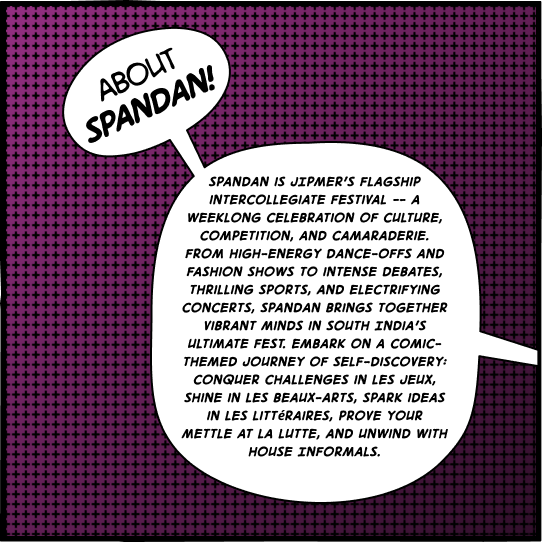 ABOUT
SPANDAN!
SPANDAN IS JIPMER'S FLAGSHIP
INTERCOLLEGIATE FESTIVAL -- A
WEEKLONG CELEBRATION OF CULTURE,
COMPETITION, AND CAMARADERIE.
FROM HIGH-ENERGY DANCE-OFFS AND
FASHION SHOWS TO INTENSE DEBATES,
THRILLING SPORTS, AND ELECTRIFYING
CONCERTS, SPANDAN BRINGS TOGETHER
VIBRANT MINDS IN SOUTH INDIA'S
ULTIMATE FEST. EMBARK ON A COMIC-
THEMED JOURNEY OF SELF-DISCOVERY:
CONQUER CHALLENGES IN LES JEUX,
SHINE IN LES BEAUX-ARTS, SPARK IDEAS
IN LES LITTéRAIRES, PROVE YOUR
METTLE AT LA LUTTE, AND UNWIND WITH
HOUSE INFORMALS.